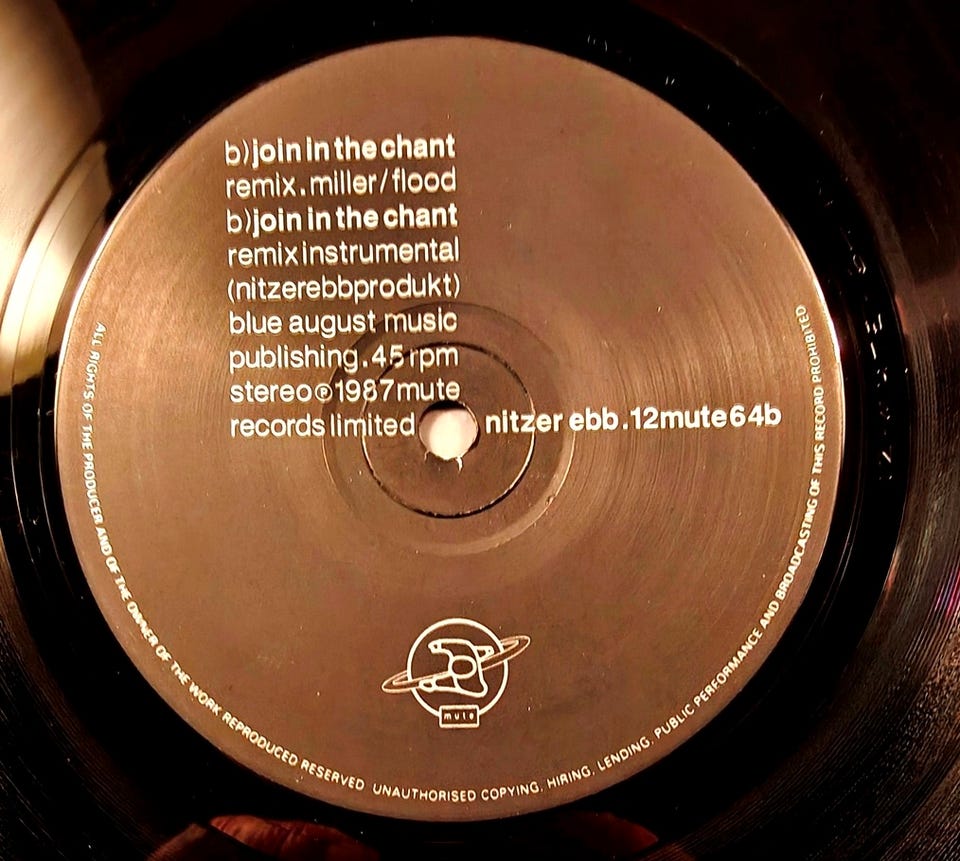 b) join in the chant
remix.miller/flood
b) join in the chant
remix instrumental
(nitzerebbprodukt)
blue august music
publishing.45 rpm
stereo ℗ 1987 mute
records limited
nitzer ebb.12mute64b
mute
ALL RIGHTS OF THE PRODUCER AND OF THE OWNER OF THE WORK REPRODUCED RESERVED UNAUTHORISED COPYING, HIRING, LENDING, PUBLIC PERFORMANCE AND BROADCASTING OF THIS RECORD PROHIBITED